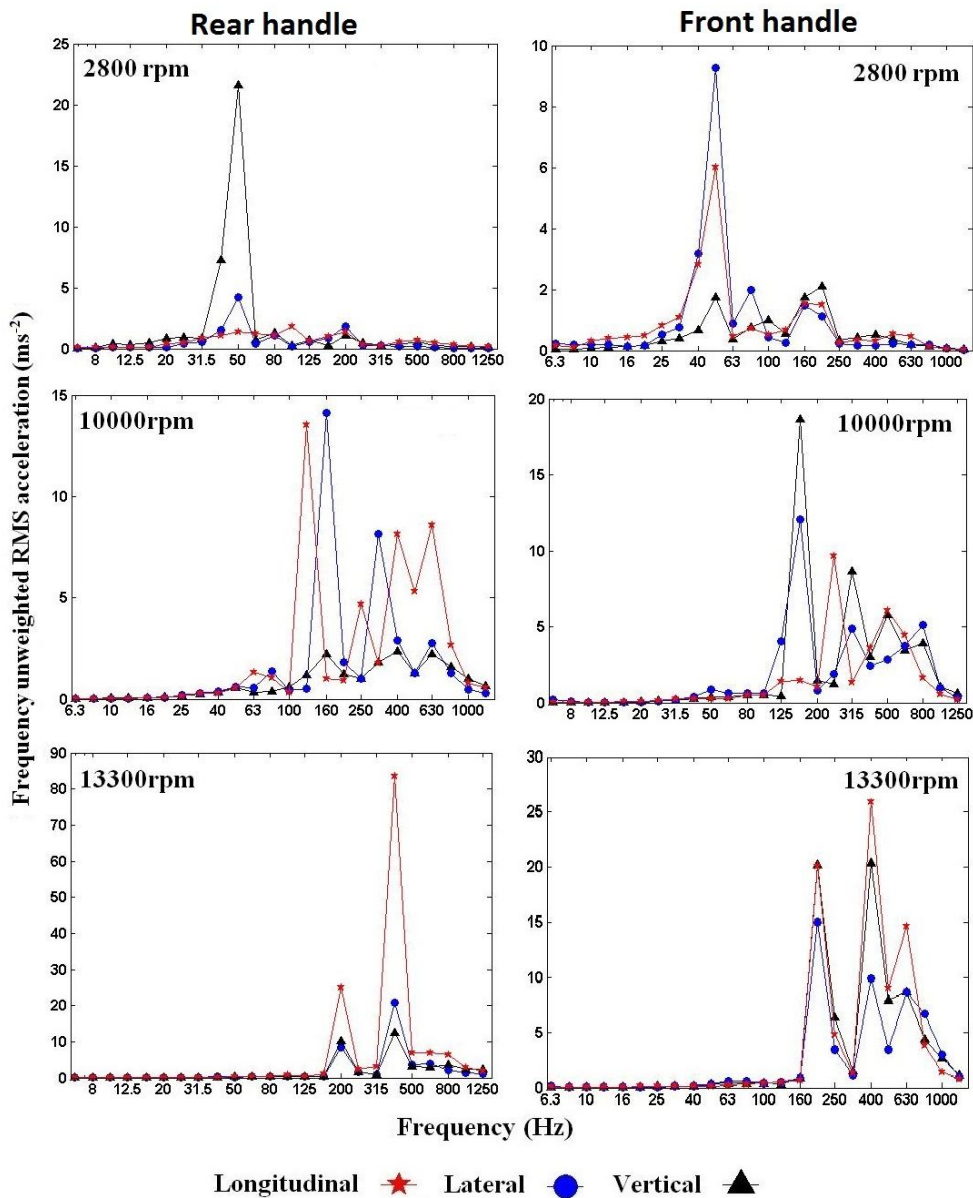 Rear handle
Front handle
Frequency unweighted RMS acceleration (ms-2)
2800 rpm
25
20
15
10
5
0
8 12.5 20 31.5 50 80 125 200 315 500 800 1250
2800 rpm
10
8
6
4
2
0
6.3 10 16 25 40 63 100 160 250 400 630 1000
10000rpm
15
10
5
0
6.3 10 16 25 40 63 100 160 250 400 630 1000
10000rpm
20
15
10
5
0
8 12.5 20 31.5 50 80 125 200 315 500 800 1250
13300rpm
90
80
70
60
50
40
30
20
10
0
8 12.5 20 31.5 50 80 125 200 315 500 800 1250
13300rpm
30
25
20
15
10
5
0
6.3 10 16 25 40 63 100 160 250 400 630 1000
Frequency (Hz)
Longitudinal Lateral Vertical